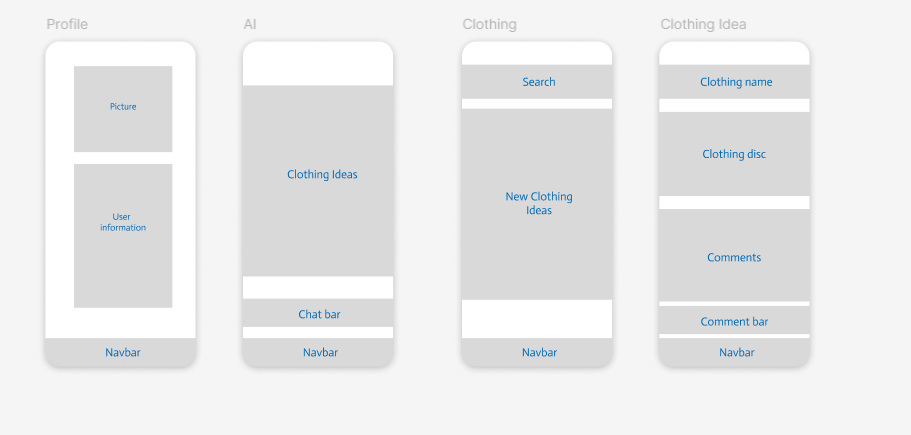 Profile
Picture
User
information
Navbar
AI
Clothing Ideas
Chat bar
Navbar
Clothing
Search
New Clothing
Ideas
Navbar
Clothing Idea
Clothing name
Clothing disc
Comments
Comment bar
Navbar